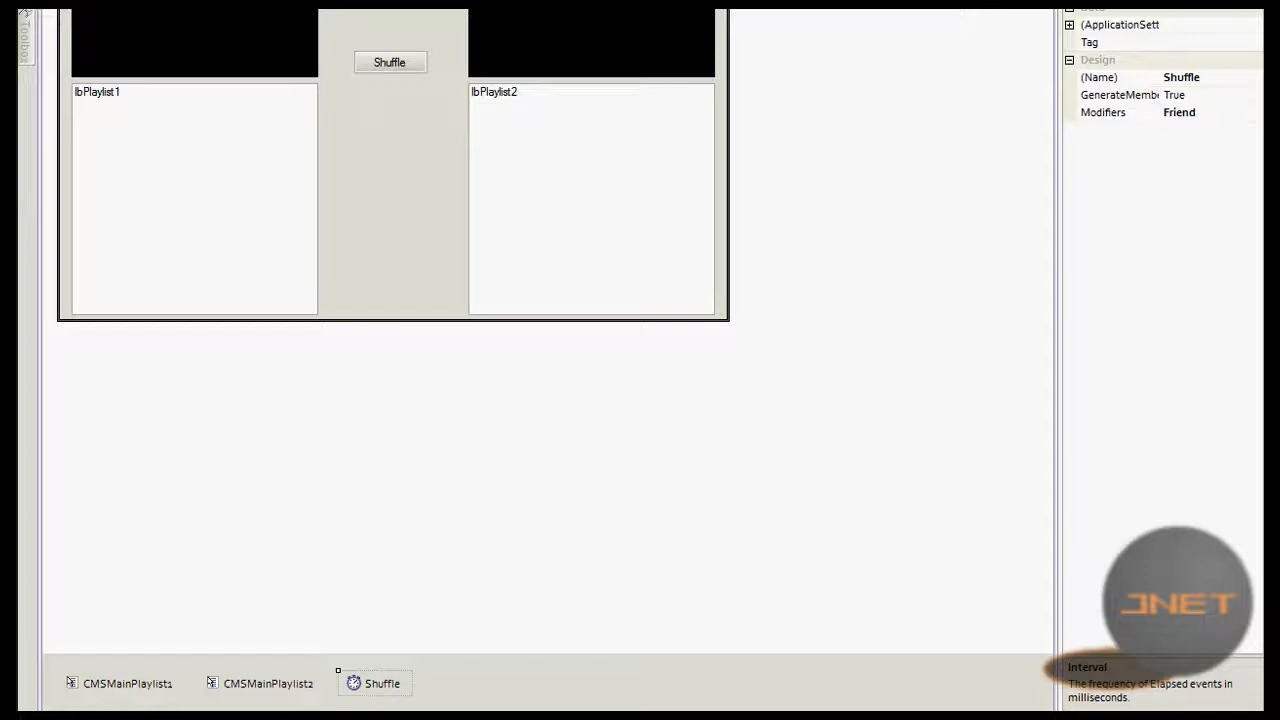 Toolbox
(ApplicationSett
Tag
Shuffle
Design
(Name) Shuffle
lbPlaylist1
lbPlaylist2
GenerateMembe True
Modifiers Friend
JNET
Interval
CMSMainPlaylist1 CMSMainPlaylist2 Shuffle
The frequency of Elapsed events in
milliseconds.